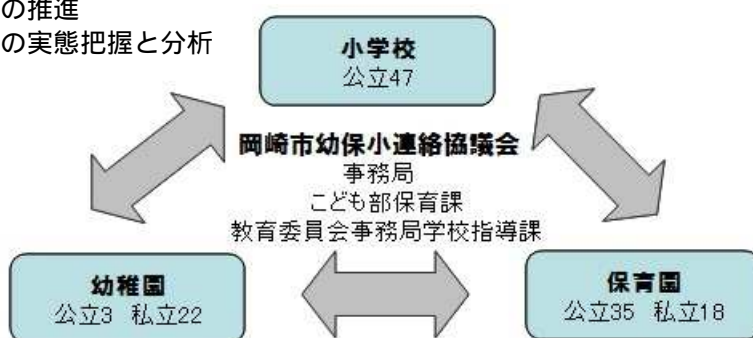 の推進
の実態把握と分析
小学校
公立47
岡崎市幼保小連絡協議会
事務局
こども部保育課
教育委員会事務局学校指導課
幼稚園
公立3 私立22
保育園
公立35 私立18